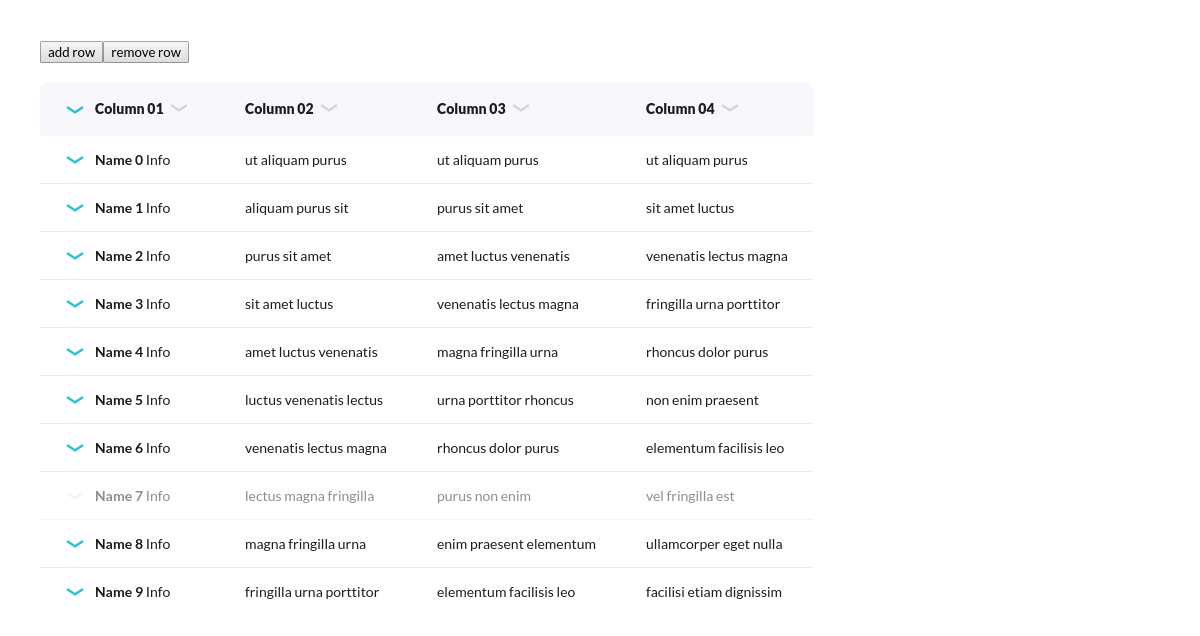 add row remove row
Column 01 Column 02 Column 03 Column 04
Name 0 Info ut aliquam purus ut aliquam purus ut aliquam purus
Name 1 Info aliquam purus sit purus sit amet sit amet luctus
Name 2 Info purus sit amet amet luctus venenatis venenatis lectus magna
Name 3 Info sit amet luctus venenatis lectus magna fringilla urna porttitor
Name 4 Info amet luctus venenatis magna fringilla urna rhoncus dolor purus
Name 5 Info luctus venenatis lectus urna porttitor rhoncus non enim praesent
Name 6 Info venenatis lectus magna rhoncus dolor purus elementum facilisis leo
Name 7 Info lectus magna fringilla purus non enim vel fringilla est
Name 8 Info magna fringilla urna enim praesent elementum ullamcorper eget nulla
Name 9 Info fringilla urna porttitor elementum facilisis leo facilisi etiam dignissim